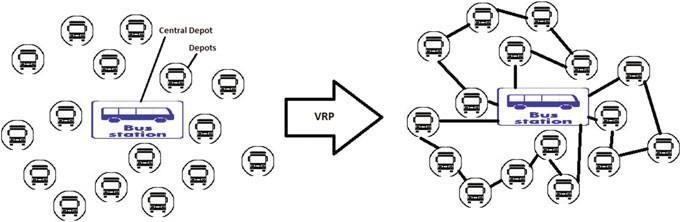 Central Depot
Depots
Bus
station
VRP
Bus
station